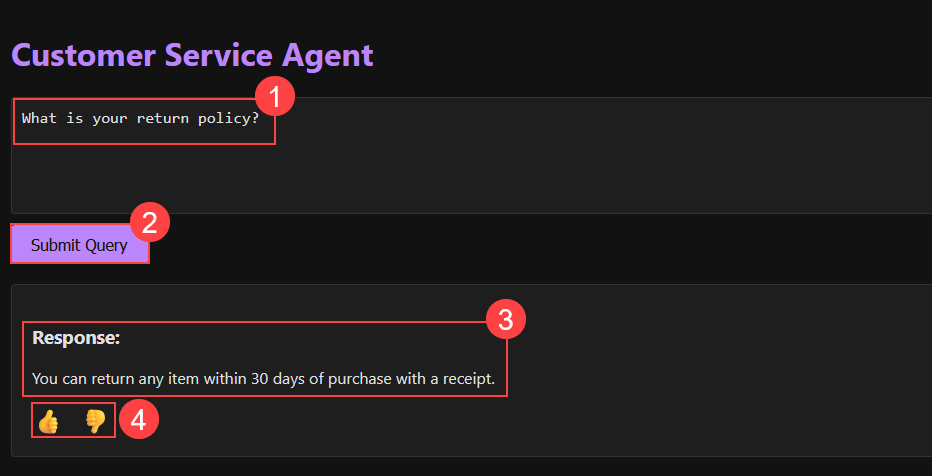 Customer Service Agent
1
What is your return policy?
2
Submit Query
3
Response:
You can return any item within 30 days of purchase with a receipt.
4